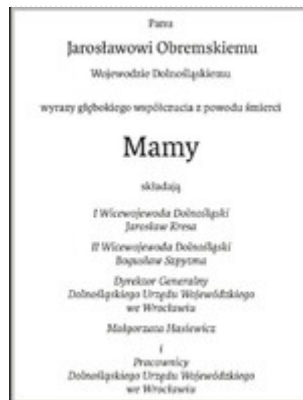 Panu
Jarosławowi Obremskiemu
Wojewodzie Dolnośląskiemu
wyrazy głębokiego współczucia z powodu śmierci
Mamy
składają
I Wicewojewoda Dolnośląski
Jarosław Kresa
II Wicewojewoda Dolnośląski
Bogusław Szpytma
Dyrektor Generalny
Dolnośląskiego Urzędu Wojewódzkiego
we Wrocławiu
Małgorzata Hasiewicz
i
Pracownicy
Dolnośląskiego Urzędu Wojewódzkiego
we Wrocławiu